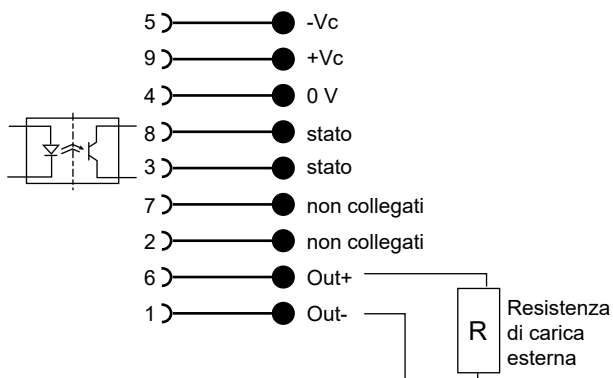 5 -Vc
9 +Vc
4 0 V
8 stato
3 stato
7 non collegati
2 non collegati
6 Out+
1 Out-
R
Resistenza
di carica
esterna